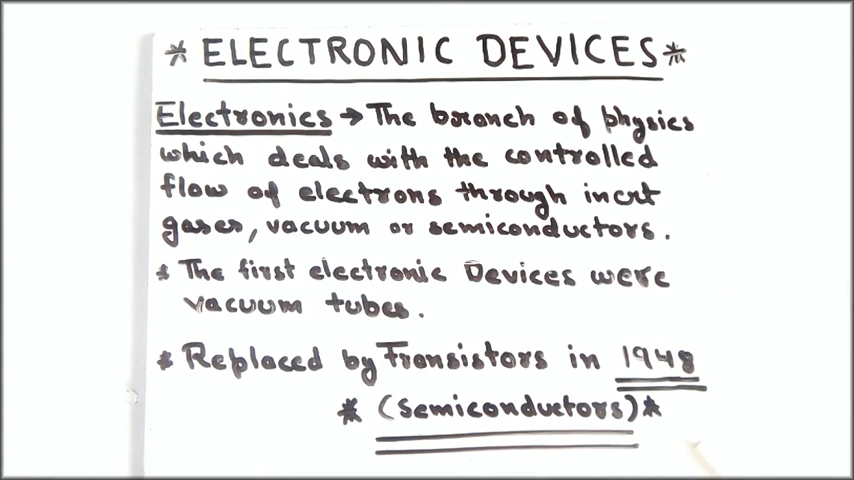 * ELECTRONIC DEVICES *
Electronics → The branch of physics
which deals with the controlled
flow of electrons through inert
gases, vacuum or semiconductors.
* The first electronic Devices were
vacuum tubes.
* Replaced by Transistors in 1948
* (Semiconductors) *